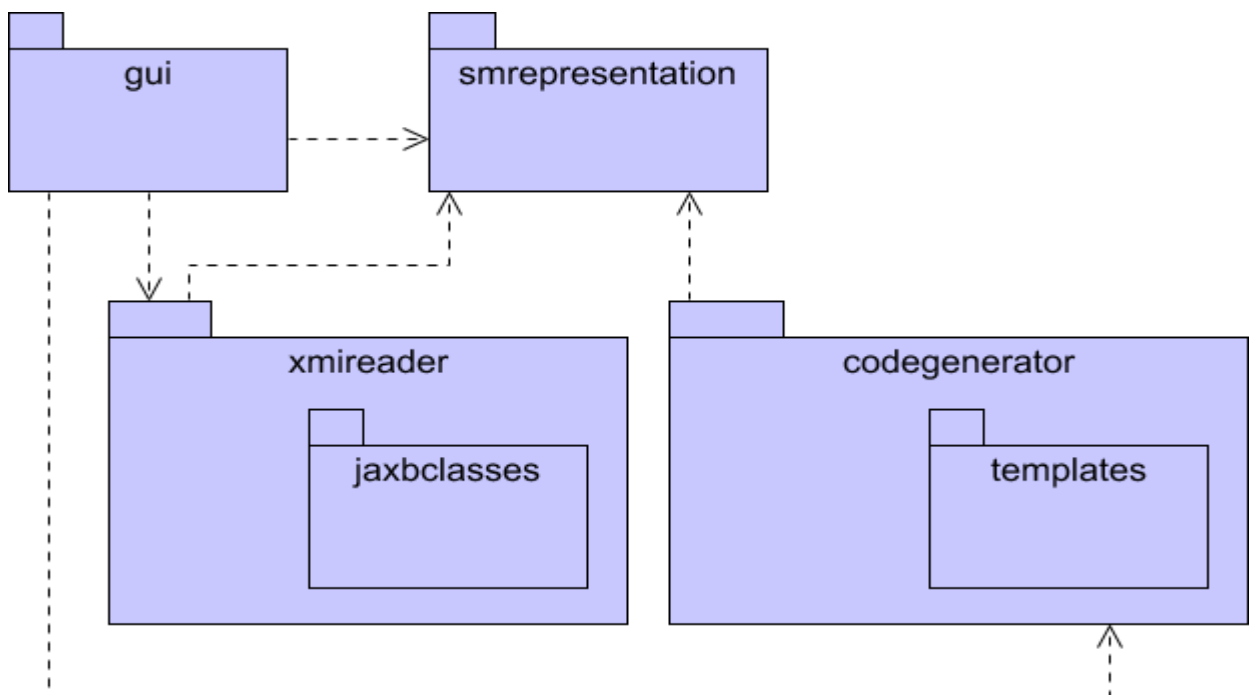 gui
smrepresentation
xmireader
codegenerator
jaxbclasses
templates